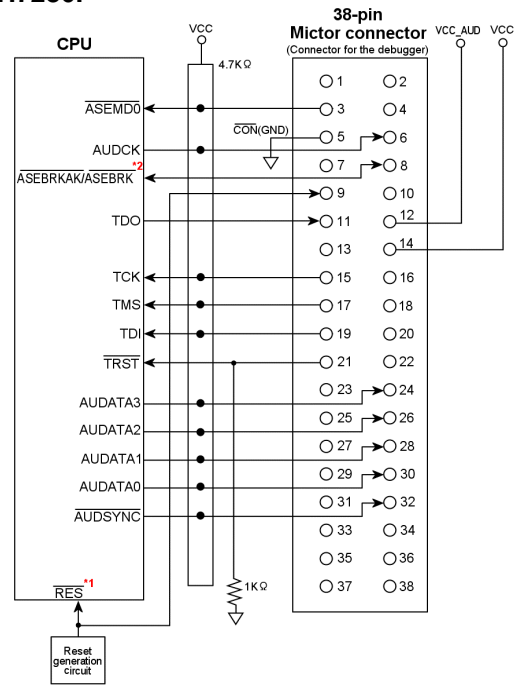 38-pin
Mictor connector
(Connector for the debugger)
VCC_AUD VCC
CPU
VCC
4.7KΩ
1 2
ASEMD0 3 4
CON(GND) 5 6
AUDCK
7 8
*2
ASEBRKAK/ASEBRK
9 10
TDO 11 12
13 14
TCK 15 16
TMS 17 18
TDI 19 20
TRST 21 22
23 24
AUDATA3
25 26
AUDATA2
27 28
AUDATA1
29 30
AUDATA0
31 32
AUDSYNC
33 34
35 36
37 38
1KΩ
RES*1
Reset
generation
circuit